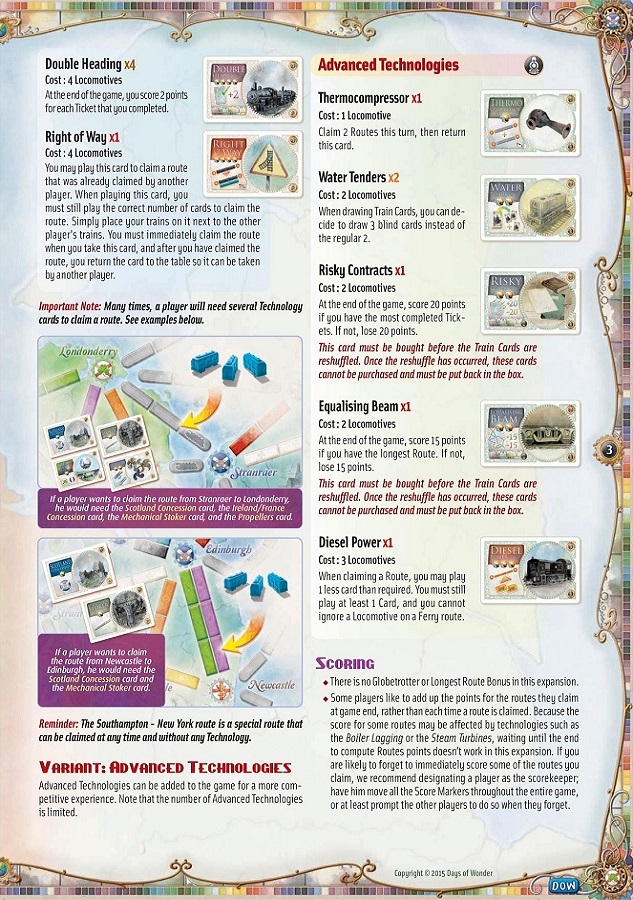 Double Heading x4
Cost : 4 Locomotives
At the end of the game, you score 2 points
for each Ticket that you completed.
DOUBLE
+2
Right of Way x1
Cost : 4 Locomotives
You may play this card to claim a route
that was already claimed by another
player. When playing this card, you
must still play the correct number of cards to claim the
route. Simply place your trains on it next to the other
player's trains. You must immediately claim the route
when you take this card, and after you have claimed the
route, you return the card to the table so it can be taken
by another player.
RIGHT
Important Note: Many times, a player will need several Technology
cards to claim a route. See examples below.
Londonderry
Stranraer
If a player wants to claim the route from Stranraer to Londonderry,
he would need the Scotland Concession card, the Ireland/France
Concession card, the Mechanical Stoker card, and the Propellers card.
Edinburgh
Newcastle
If a player wants to claim
the route from Newcastle to
Edinburgh, he would need the
Scotland Concession card and
the Mechanical Stoker card.
Reminder: The Southampton – New York route is a special route that
can be claimed at any time and without any Technology.
VARIANT: ADVANCED TECHNOLOGIES
Advanced Technologies can be added to the game for a more com-
petitive experience. Note that the number of Advanced Technologies
is limited.
Advanced Technologies
Thermocompressor x1
Cost : 1 Locomotive
Claim 2 Routes this turn, then return
this card.
THERMO
Water Tenders x2
Cost : 2 Locomotives
When drawing Train Cards, you can de-
cide to draw 3 blind cards instead of
the regular 2.
WATER
Risky Contracts x1
Cost : 2 Locomotives
At the end of the game, score 20 points
if you have the most completed Tick-
ets. If not, lose 20 points.
RISKY
+20
-20
This card must be bought before the Train Cards are
reshuffled. Once the reshuffle has occurred, these cards
cannot be purchased and must be put back in the box.
Equalising Beam x1
Cost : 2 Locomotives
At the end of the game, score 15 points
if you have the longest Route. If not,
lose 15 points.
EQUALISING
BEAM
+15
-15
This card must be bought before the Train Cards are
reshuffled. Once the reshuffle has occurred, these cards
cannot be purchased and must be put back in the box.
Diesel Power x1
Cost : 3 Locomotives
When claiming a Route, you may play
1 less card than required. You must still
play at least 1 Card, and you cannot
ignore a Locomotive on a Ferry route.
DIESEL
SCORING
There is no Globetrotter or Longest Route Bonus in this expansion.
Some players like to add up the points for the routes they claim
at game end, rather than each time a route is claimed. Because the
score for some routes may be affected by technologies such as
the Boiler Lagging or the Steam Turbines, waiting until the end
to compute Routes points doesn't work in this expansion. If you
are likely to forget to immediately score some of the routes you
claim, we recommend designating a player as the scorekeeper;
have him move all the Score Markers throughout the entire game,
or at least prompt the other players to do so when they forget.
3
Copyright © 2015 Days of Wonder
DOW